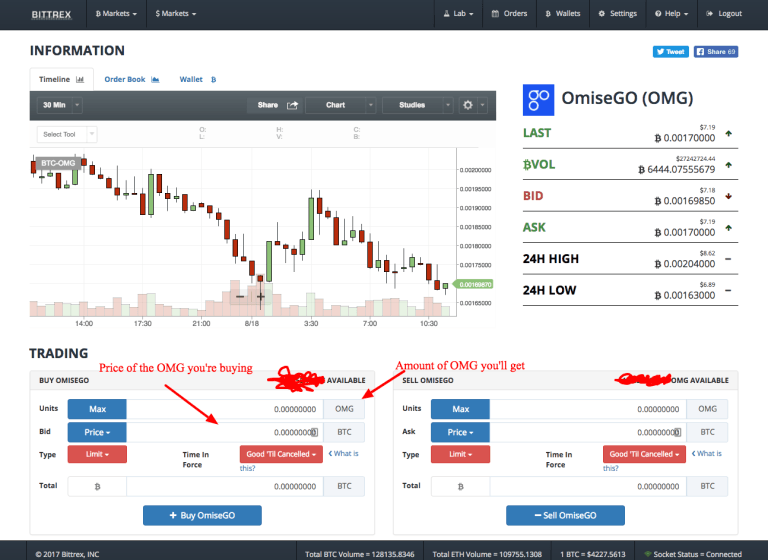 BITTREX
Ƀ Markets
$ Markets
Lab
Orders
Ƀ Wallets
Settings
Help
Logout
INFORMATION
Tweet
Share 69
Timeline
Order Book
Wallet Ƀ
30 Min
Share
Chart
Studies
Select Tool
O:
H:
C:
L:
V:
B:
BTC-OMG
0.00200000
0.00195000
0.00190000
0.00185000
0.00180000
0.00175000
0.00169870
0.00165000
14:00
17:30
21:00
8/18
3:30
7:00
10:30
OmiseGO (OMG)
$7.19
LAST Ƀ 0.00170000
$27242724.44
ɃVOL Ƀ 6444.07555679
$7.18
BID Ƀ 0.00169850
$7.19
ASK Ƀ 0.00170000
$8.62
24H HIGH Ƀ 0.00204000
$6.89
24H LOW Ƀ 0.00163000
TRADING
Price of the OMG you're buying
Amount of OMG you'll get
BUY OMISEGO
AVAILABLE
Units Max 0.00000000 OMG
Bid Price 0.00000000 BTC
Type Limit Time In Force Good 'Til Cancelled What is
this?
Total Ƀ 0.00000000 BTC
+ Buy OmiseGO
SELL OMISEGO
OMG AVAILABLE
Units Max 0.00000000 OMG
Ask Price 0.00000000 BTC
Type Limit Time In Force Good 'Til Cancelled What is
this?
Total Ƀ 0.00000000 BTC
− Sell OmiseGO
© 2017 Bittrex, INC
Total BTC Volume = 128135.8346
Total ETH Volume = 109755.1308
1 BTC = $4227.5613
Socket Status = Connected